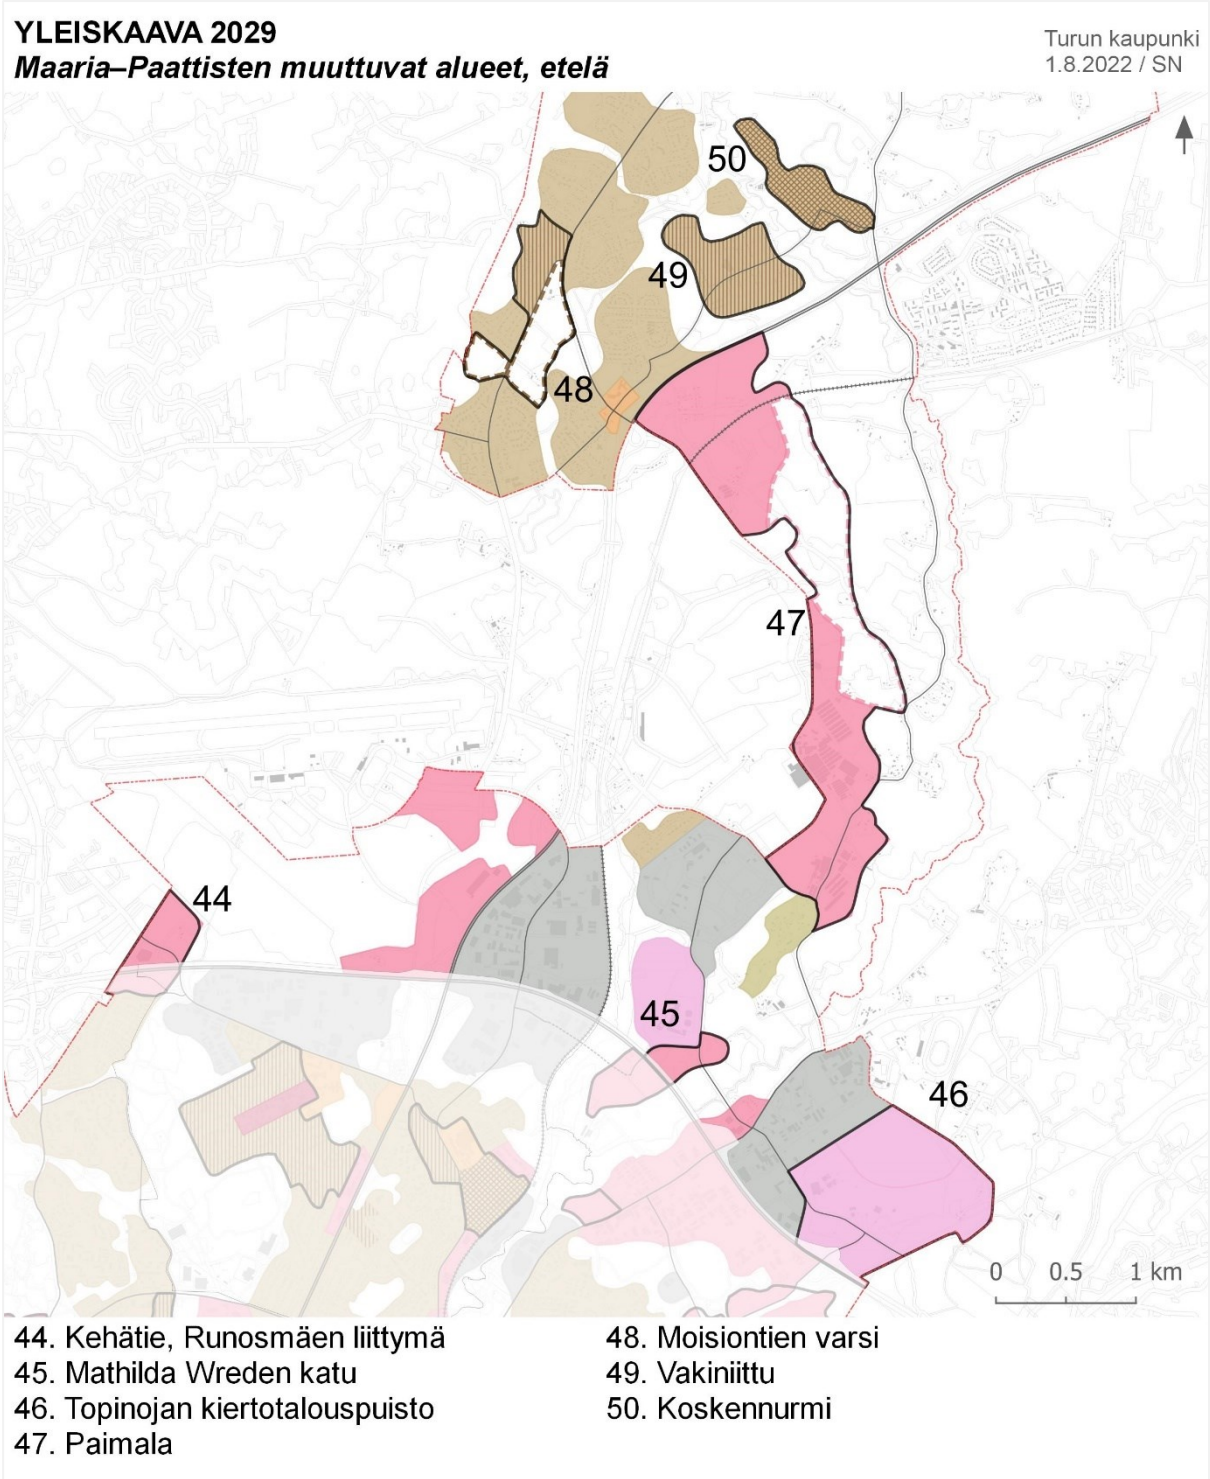 YLEISKAAVA 2029
Maaria–Paattisten muuttuvat alueet, etelä
Turun kaupunki
1.8.2022 / SN
50
49
48
47
44
45
46
0 0.5 1 km
44. Kehätie, Runosmäen liittymä
45. Mathilda Wreden katu
46. Topinojan kiertotalouspuisto
47. Paimala
48. Moisiontien varsi
49. Vakiniittu
50. Koskennurmi